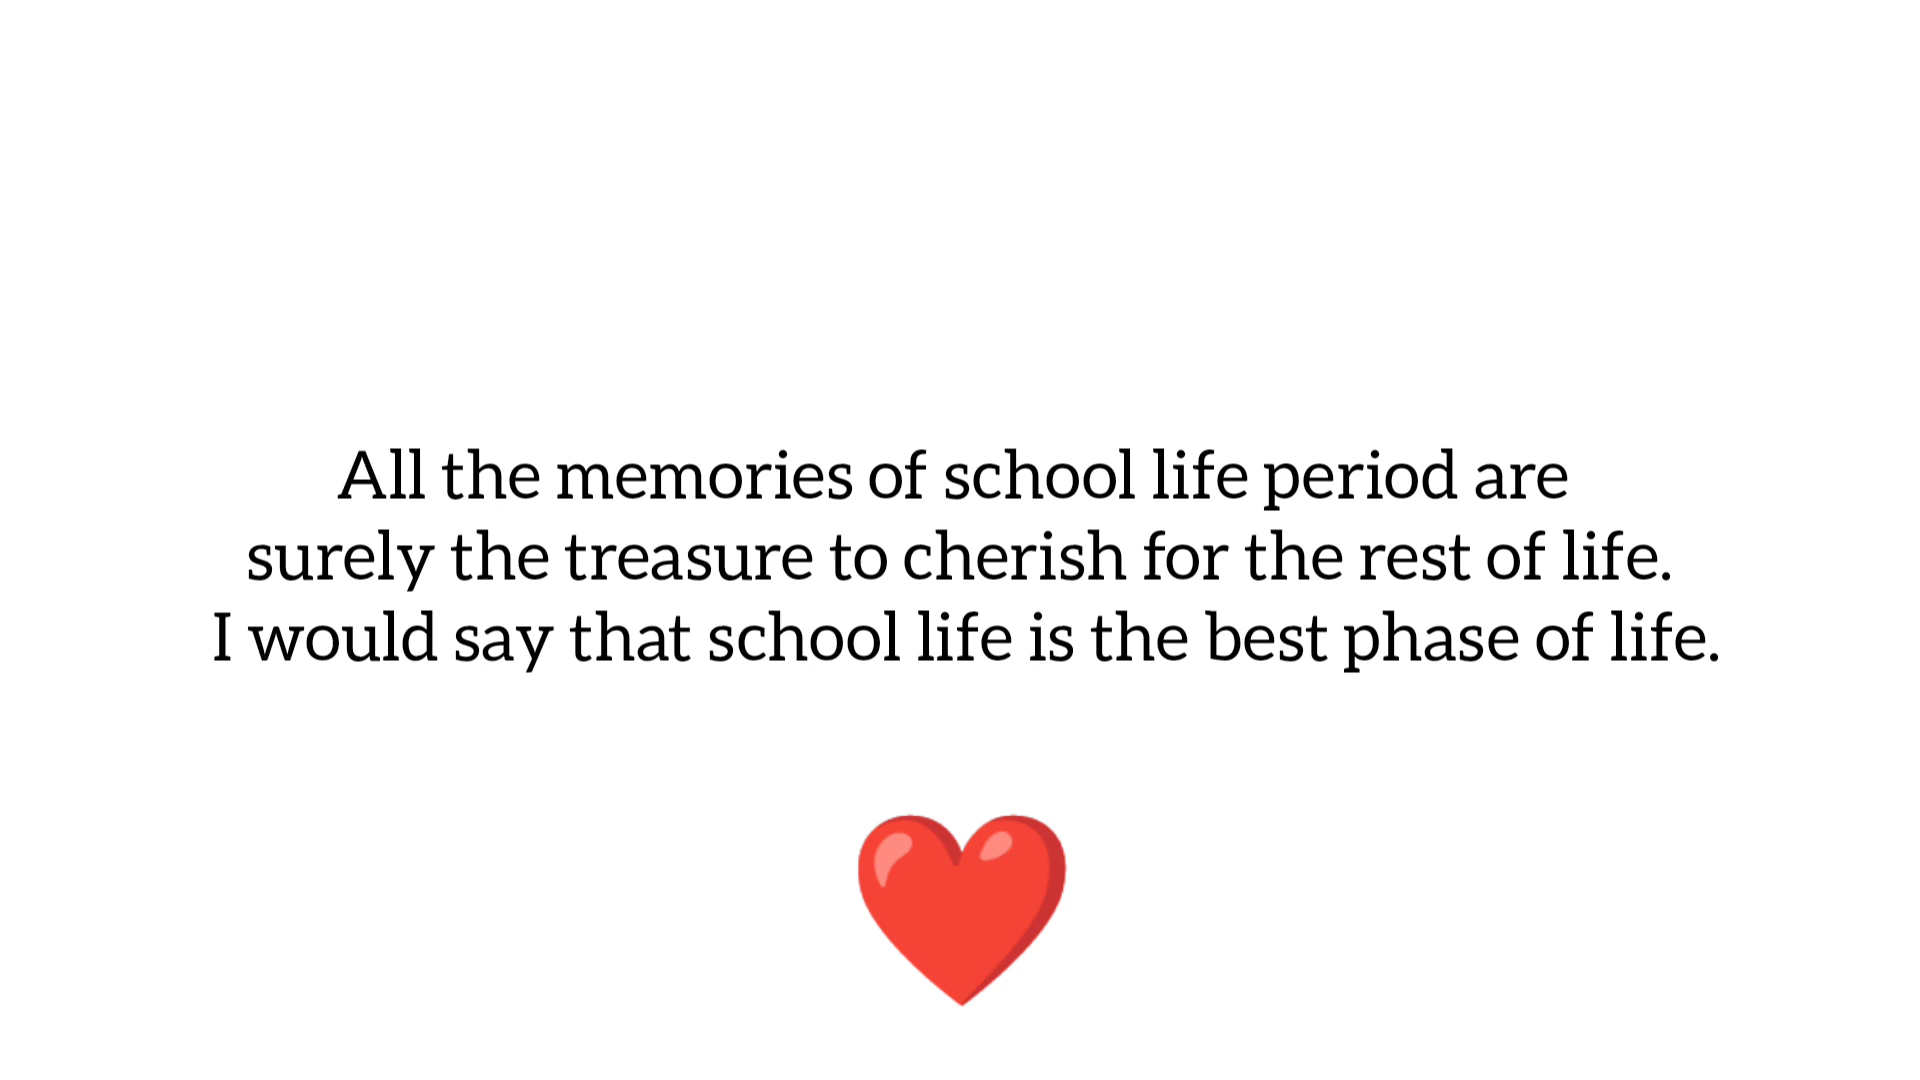 All the memories of school life period are
surely the treasure to cherish for the rest of life.
I would say that school life is the best phase of life.